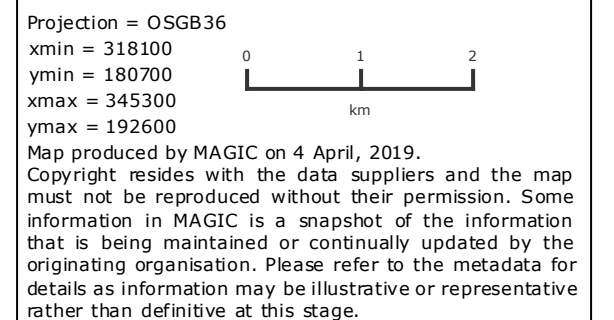 Projection = OSGB36
xmin = 318100
0 1 2
ymin = 180700
xmax = 345300
km
ymax = 192600
Map produced by MAGIC on 4 April, 2019.
Copyright resides with the data suppliers and the map
must not be reproduced without their permission. Some
information in MAGIC is a snapshot of the information
that is being maintained or continually updated by the
originating organisation. Please refer to the metadata for
details as information may be illustrative or representative
rather than definitive at this stage.